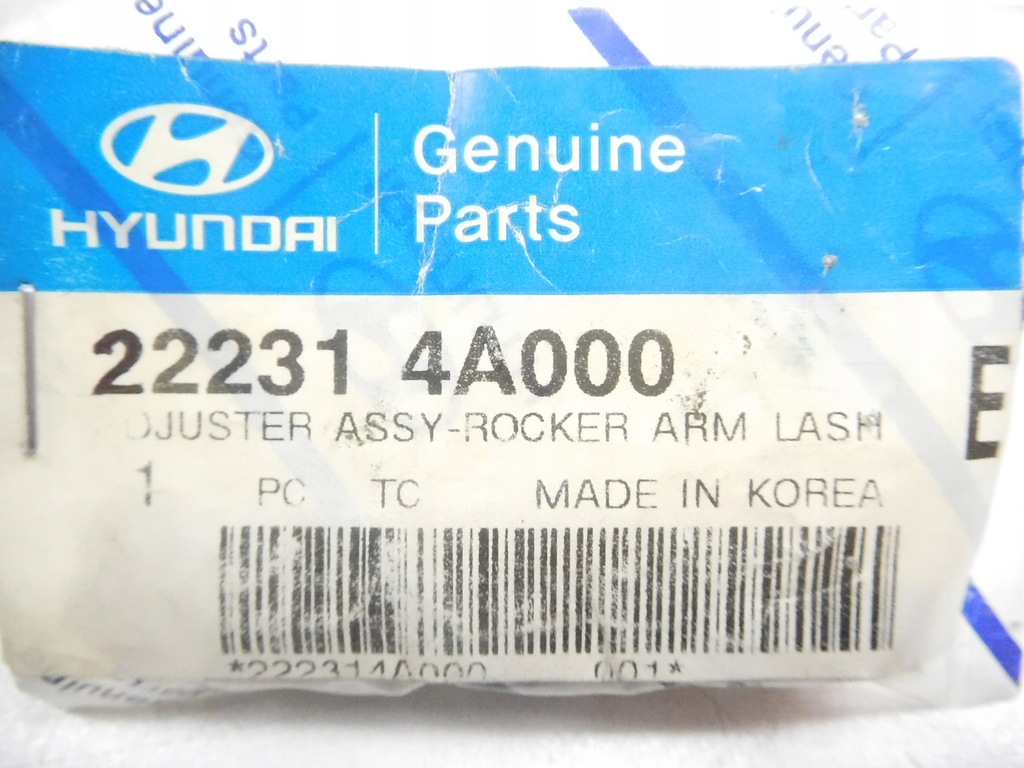 HYUNDAI
Genuine
Parts
22231 4A000
E
DJUSTER ASSY-ROCKER ARM LASH
1 PC TC MADE IN KOREA
*222314A000 001*